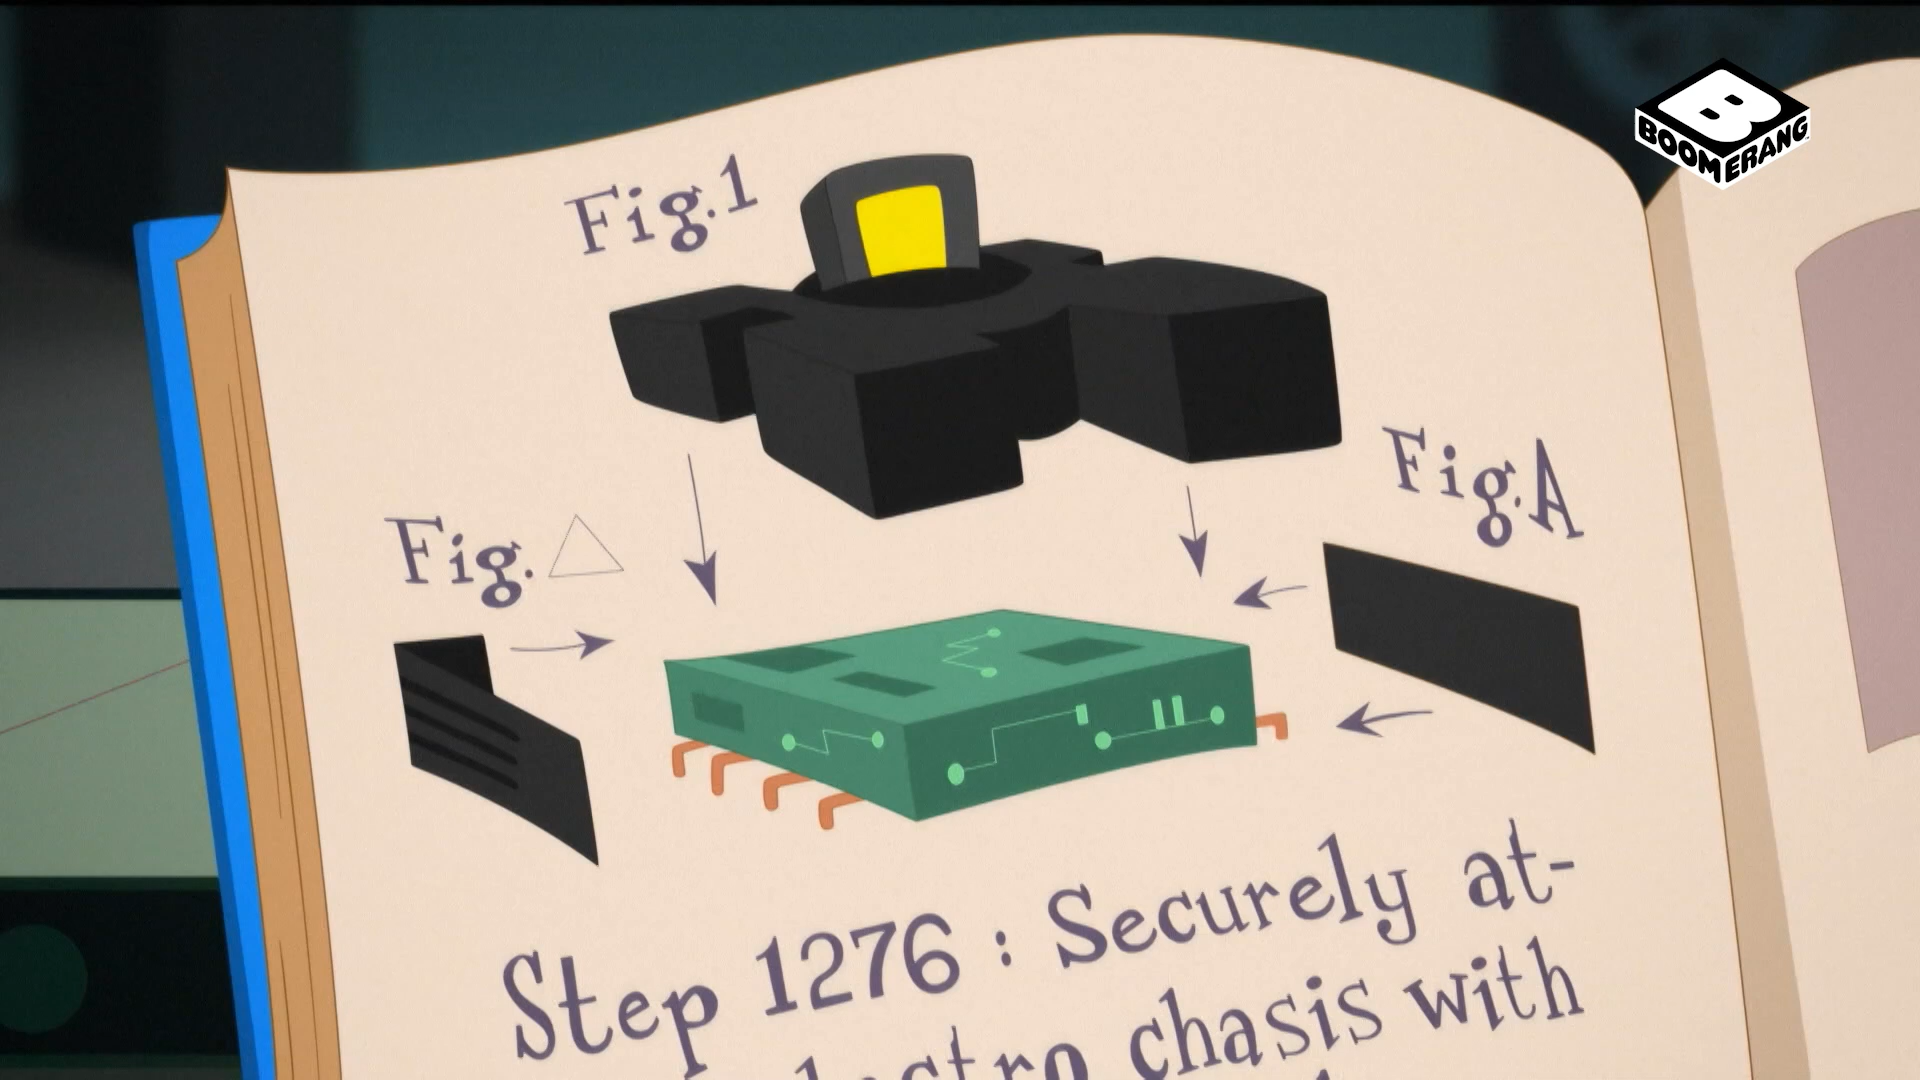 BOOMERANG
Fig.1
Fig.A
Fig. △
Step 1276 : Securely at-
chasis with